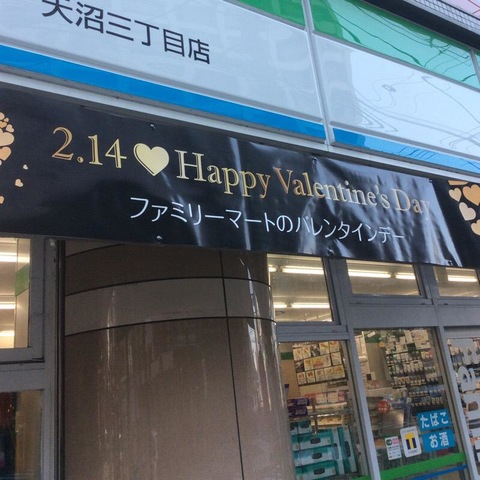 天沼三丁目店
2.14 Happy Valentine's Day
ファミリーマートのバレンタインデー
たばこ
お酒